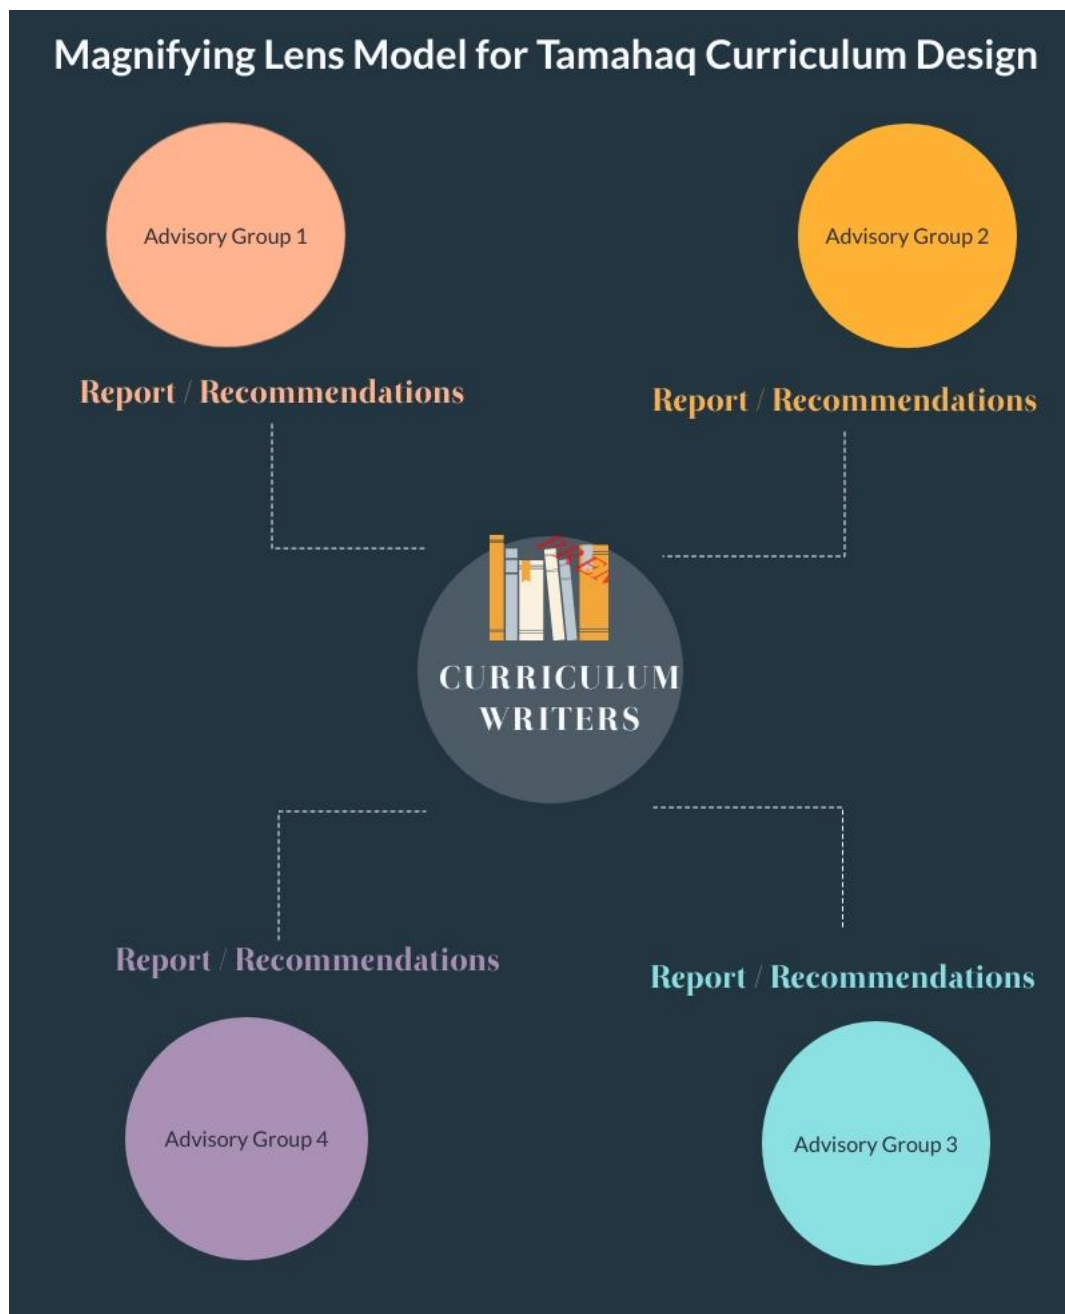 Magnifying Lens Model for Tamahaq Curriculum Design
Advisory Group 1
Advisory Group 2
Report / Recommendations
Report / Recommendations
CURRICULUM
WRITERS
Report / Recommendations
Report / Recommendations
Advisory Group 4
Advisory Group 3